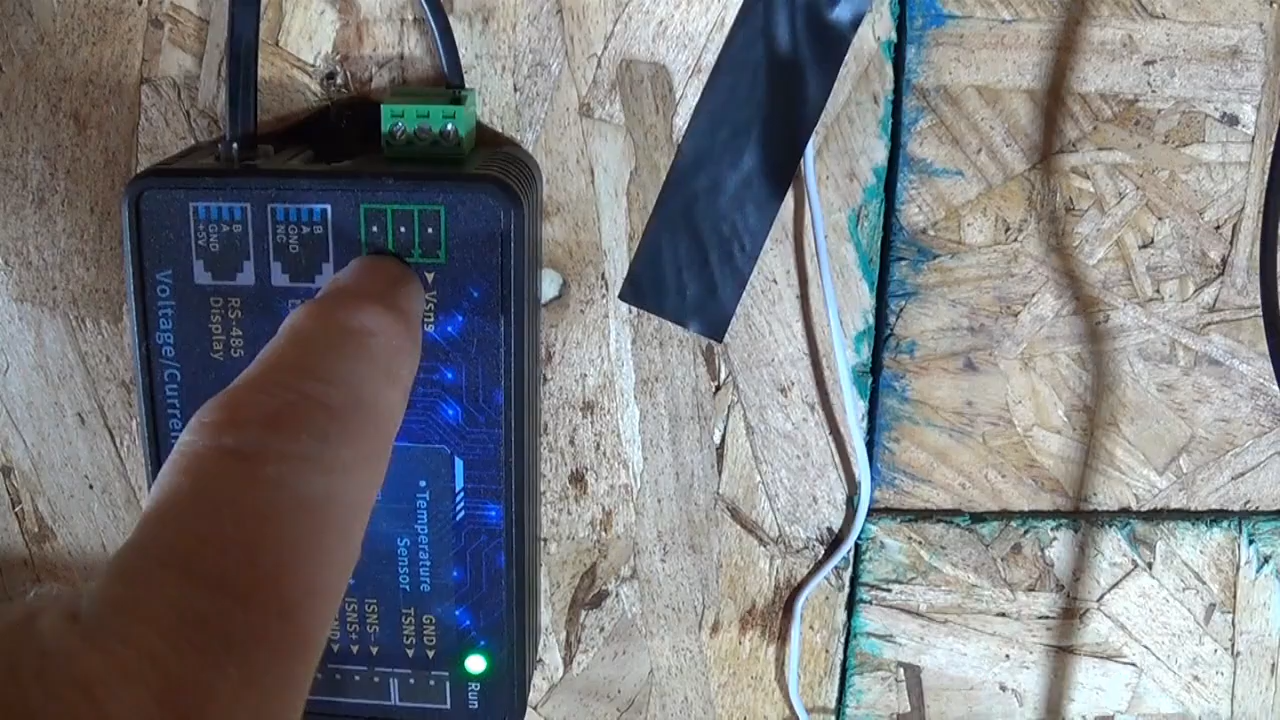 B
A
GND
+5V
B
A
GND
NC
Vsns
RS-485
Display
Voltage/Curren
• Temperature
Sensor
GND
TSNS
ISNS-
ISNS+
Run